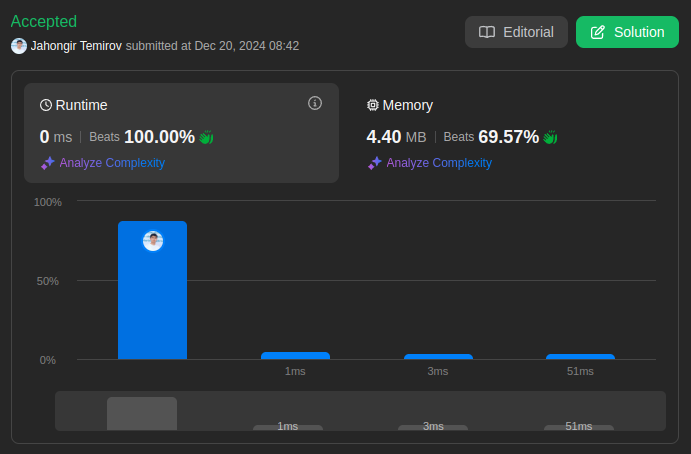 Accepted
Jahongir Temirov submitted at Dec 20, 2024 08:42
Editorial
Solution
Runtime
0 ms | Beats 100.00%
Analyze Complexity
Memory
4.40 MB | Beats 69.57%
Analyze Complexity
100%
50%
0%
1ms 3ms 51ms
1ms 3ms 51ms